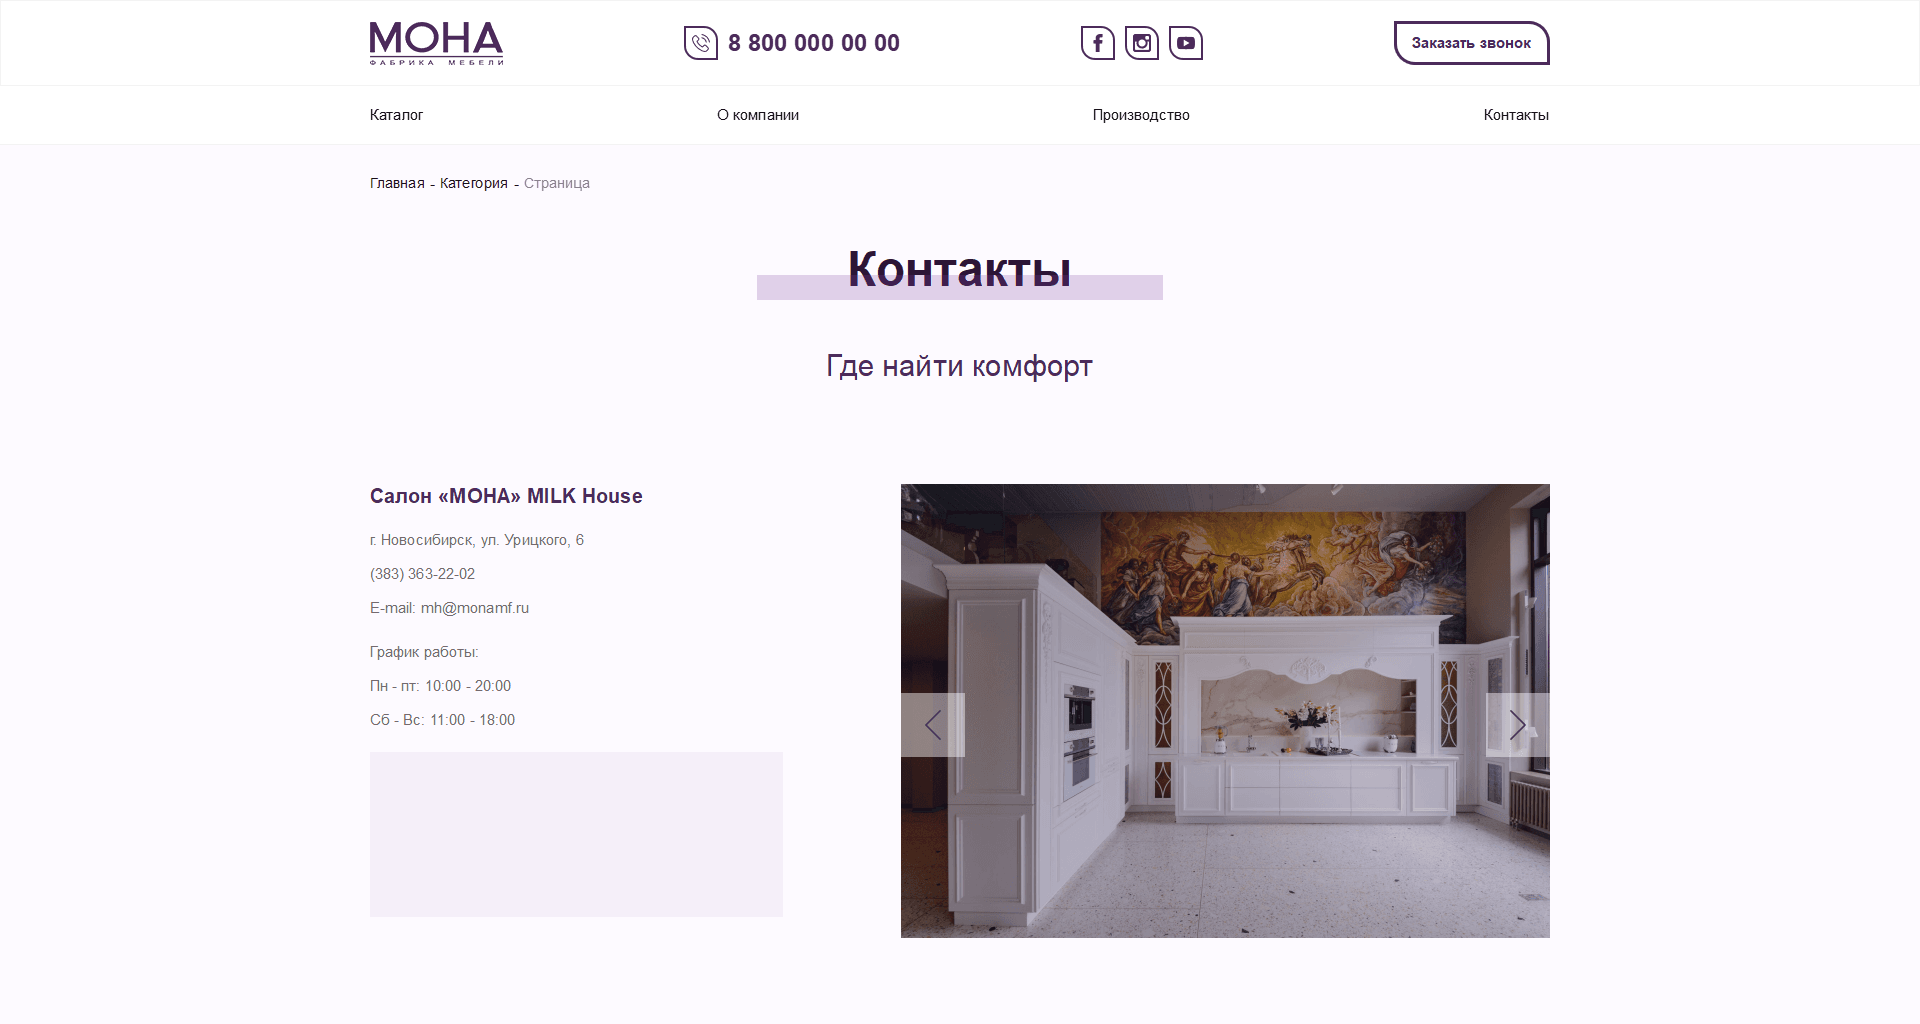 МОНА
ФАБРИКА МЕБЕЛИ
8 800 000 00 00
Заказать звонок
Каталог
О компании
Производство
Контакты
Главная - Категория - Страница
Контакты
Где найти комфорт
Салон «МОНА» MILK House
г. Новосибирск, ул. Урицкого, 6
(383) 363-22-02
E-mail: mh@monamf.ru
График работы:
Пн - пт: 10:00 - 20:00
Сб - Вс: 11:00 - 18:00